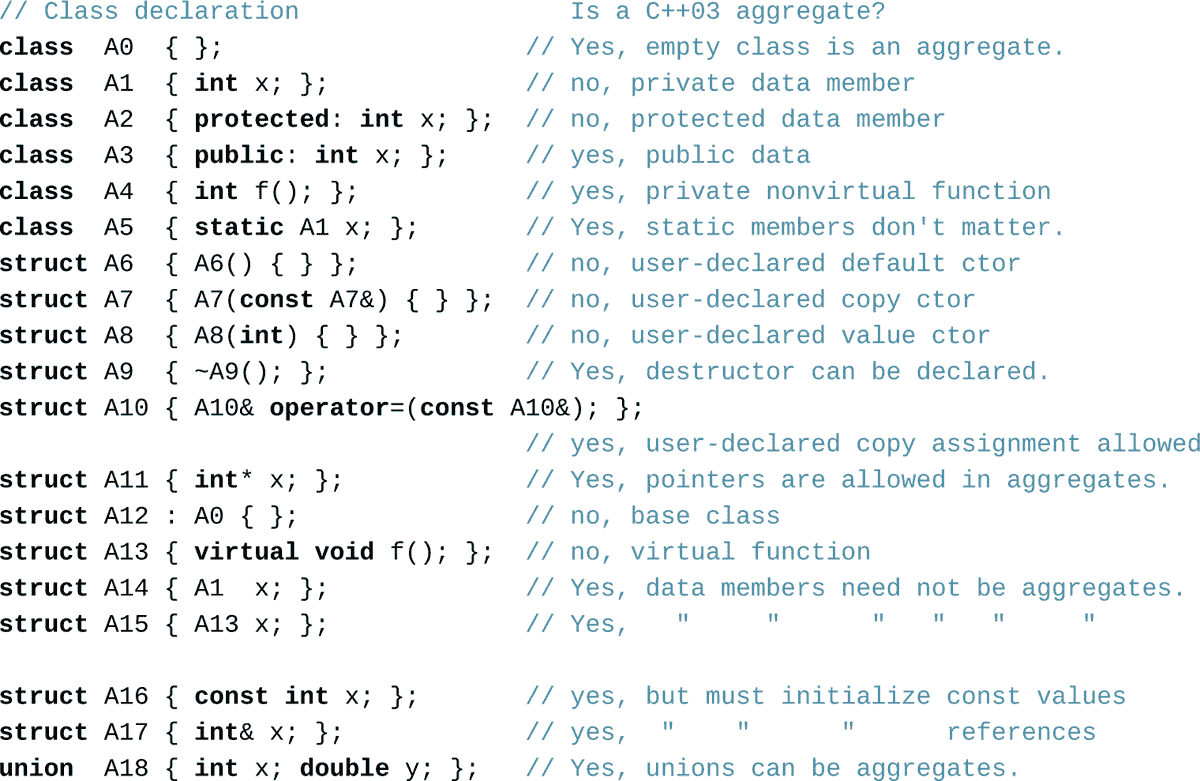 // Class declaration                  Is a C++03 aggregate?
class  A0  { };                    // Yes, empty class is an aggregate.
class  A1  { int x; };             // no, private data member
class  A2  { protected: int x; };  // no, protected data member
class  A3  { public: int x; };     // yes, public data
class  A4  { int f(); };           // yes, private nonvirtual function
class  A5  { static A1 x; };       // Yes, static members don't matter.
struct A6  { A6() { } };           // no, user-declared default ctor
struct A7  { A7(const A7&) { } };  // no, user-declared copy ctor
struct A8  { A8(int) { } };        // no, user-declared value ctor
struct A9  { ~A9(); };             // Yes, destructor can be declared.
struct A10 { A10& operator=(const A10&); };
                                   // yes, user-declared copy assignment allowed
struct A11 { int* x; };            // Yes, pointers are allowed in aggregates.
struct A12 : A0 { };               // no, base class
struct A13 { virtual void f(); };  // no, virtual function
struct A14 { A1  x; };             // Yes, data members need not be aggregates.
struct A15 { A13 x; };             // Yes,   "     "      "   "   "     "
struct A16 { const int x; };       // yes, but must initialize const values
struct A17 { int& x; };            // yes,  "    "      "      references
union  A18 { int x; double y; };   // Yes, unions can be aggregates.